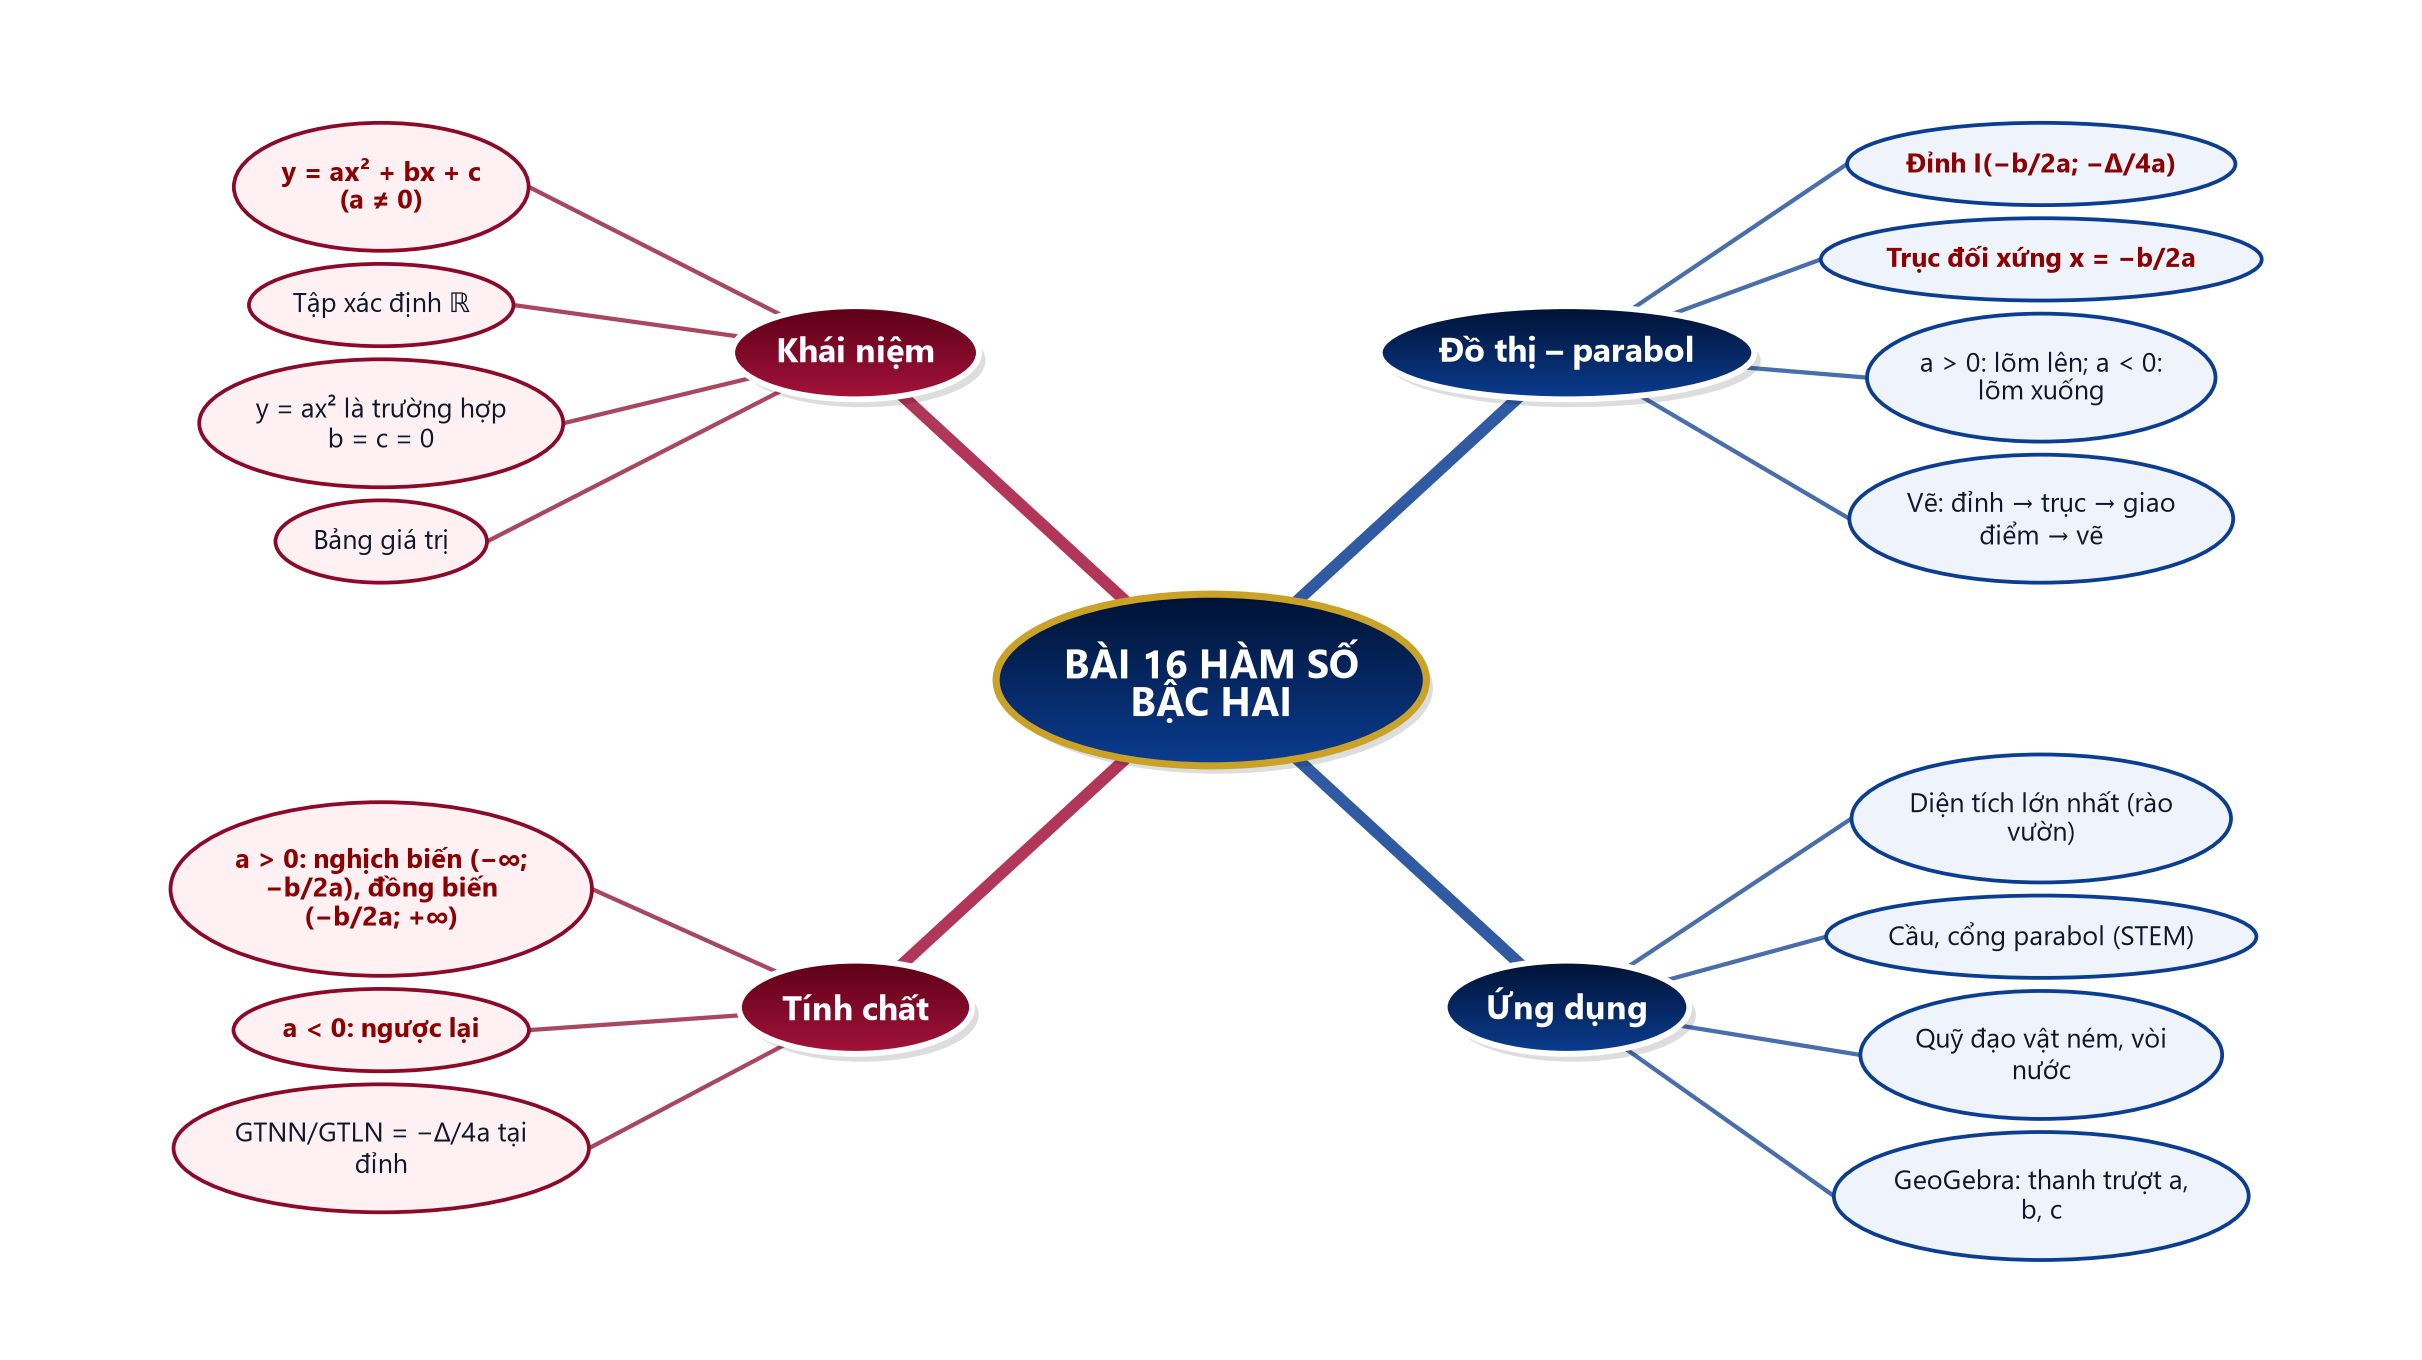 y = ax² + bx + c
(a ≠ 0)
Tập xác định ℝ
y = ax² là trường hợp
b = c = 0
Bảng giá trị
Khái niệm
Đồ thị – parabol
Đỉnh I(−b/2a; −Δ/4a)
Trục đối xứng x = −b/2a
a > 0: lõm lên; a < 0:
lõm xuống
Vẽ: đỉnh → trục → giao
điểm → vẽ
BÀI 16 HÀM SỐ
BẬC HAI
a > 0: nghịch biến (−∞;
−b/2a), đồng biến
(−b/2a; +∞)
a < 0: ngược lại
GTNN/GTLN = −Δ/4a tại
đỉnh
Tính chất
Ứng dụng
Diện tích lớn nhất (rào
vườn)
Cầu, cổng parabol (STEM)
Quỹ đạo vật ném, vòi
nước
GeoGebra: thanh trượt a,
b, c